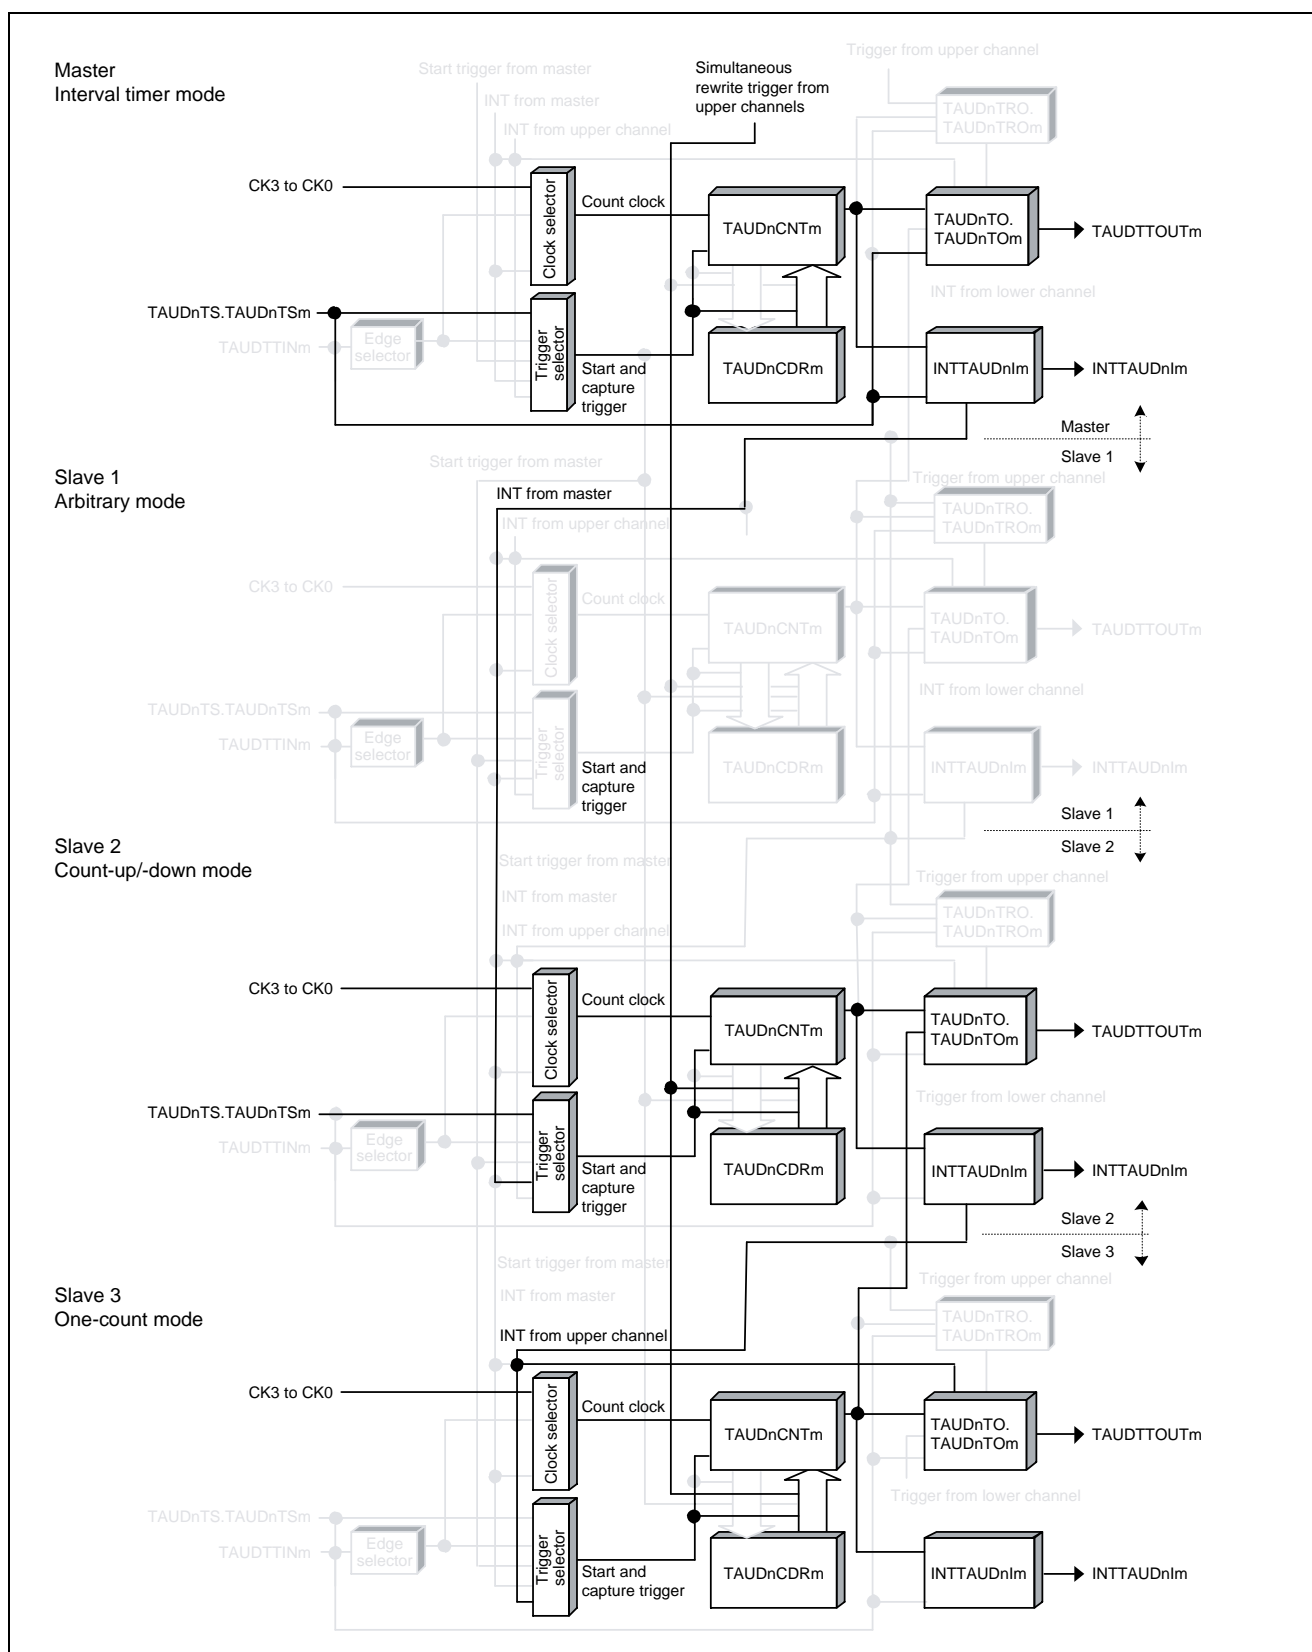 Master
Interval timer mode
Start trigger from master
INT from master
INT from upper channel
Simultaneous
rewrite trigger from
upper channels
Trigger from upper channel
TAUDnTRO.
TAUDnTROm
CK3 to CK0
Clock selector
Count clock
TAUDnCNTm
TAUDnTO.
TAUDnTOm
TAUDTTOUTm
INT from lower channel
TAUDnTS.TAUDnTSm
TAUDTTINm
Edge
selector
Trigger
selector
Start and
capture
trigger
TAUDnCDRm
INTTAUDnIm
INTTAUDnIm
Master
Slave 1
Slave 1
Arbitrary mode
Start trigger from master
INT from master
INT from upper channel
Trigger from upper channel
TAUDnTRO.
TAUDnTROm
CK3 to CK0
Clock selector
Count clock
TAUDnCNTm
TAUDnTO.
TAUDnTOm
TAUDTTOUTm
INT from lower channel
TAUDnTS.TAUDnTSm
TAUDTTINm
Edge
selector
Trigger
selector
Start and
capture
trigger
TAUDnCDRm
INTTAUDnIm
INTTAUDnIm
Slave 1
Slave 2
Slave 2
Count-up/-down mode
Start trigger from master
INT from master
INT from upper channel
Trigger from upper channel
TAUDnTRO.
TAUDnTROm
CK3 to CK0
Clock selector
Count clock
TAUDnCNTm
TAUDnTO.
TAUDnTOm
TAUDTTOUTm
Trigger from lower channel
TAUDnTS.TAUDnTSm
TAUDTTINm
Edge
selector
Trigger
selector
Start and
capture
trigger
TAUDnCDRm
INTTAUDnIm
INTTAUDnIm
Slave 2
Slave 3
Slave 3
One-count mode
Start trigger from master
INT from master
INT from upper channel
Trigger from upper channel
TAUDnTRO.
TAUDnTROm
CK3 to CK0
Clock selector
Count clock
TAUDnCNTm
TAUDnTO.
TAUDnTOm
TAUDTTOUTm
Trigger from lower channel
TAUDnTS.TAUDnTSm
TAUDTTINm
Edge
selector
Trigger
selector
Start and
capture trigger
TAUDnCDRm
INTTAUDnIm
INTTAUDnIm